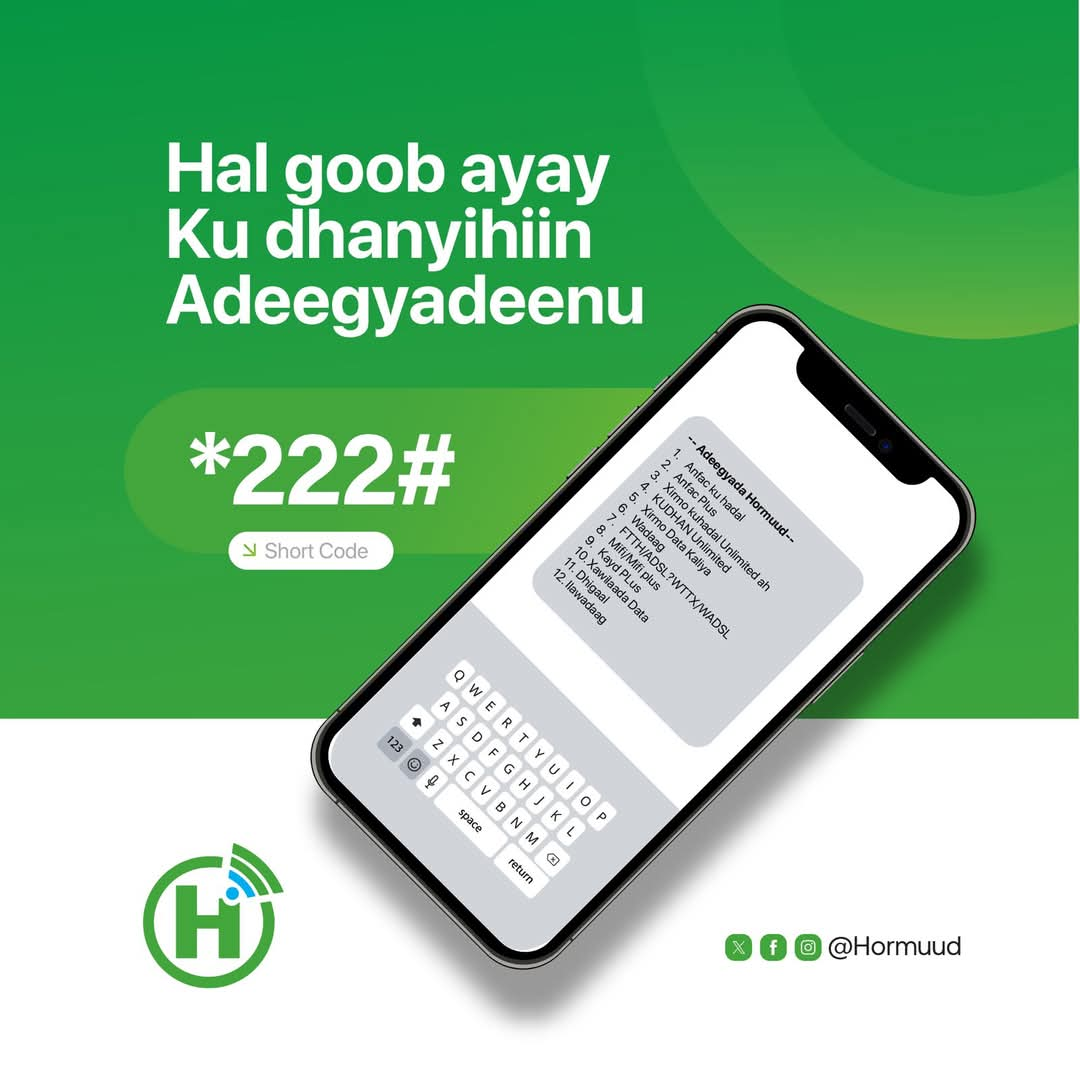 Hal goob ayay
Ku dhanyihiin
Adeegyadeenu
*222#
Short Code
-- Adeegyada Hormuud--
1. Anfac ku hadal
2. Anfac Plus
3. Xirmo kuhadal Unlimited ah
4. KUDHAN Unlimited
5. Xirmo Data Kaliya
6. Wadaag
7. FTTH/ADSL?WTTX/WADSL
8. Mifi/Mifi plus
9. Kayd PLus
10. Xawilaada Data
11. Dhigaal
12. Ilawadaag
Q W E R T Y U I O P
A S D F G H J K L
Z X C V B N M
123
space
return
H
@Hormuud